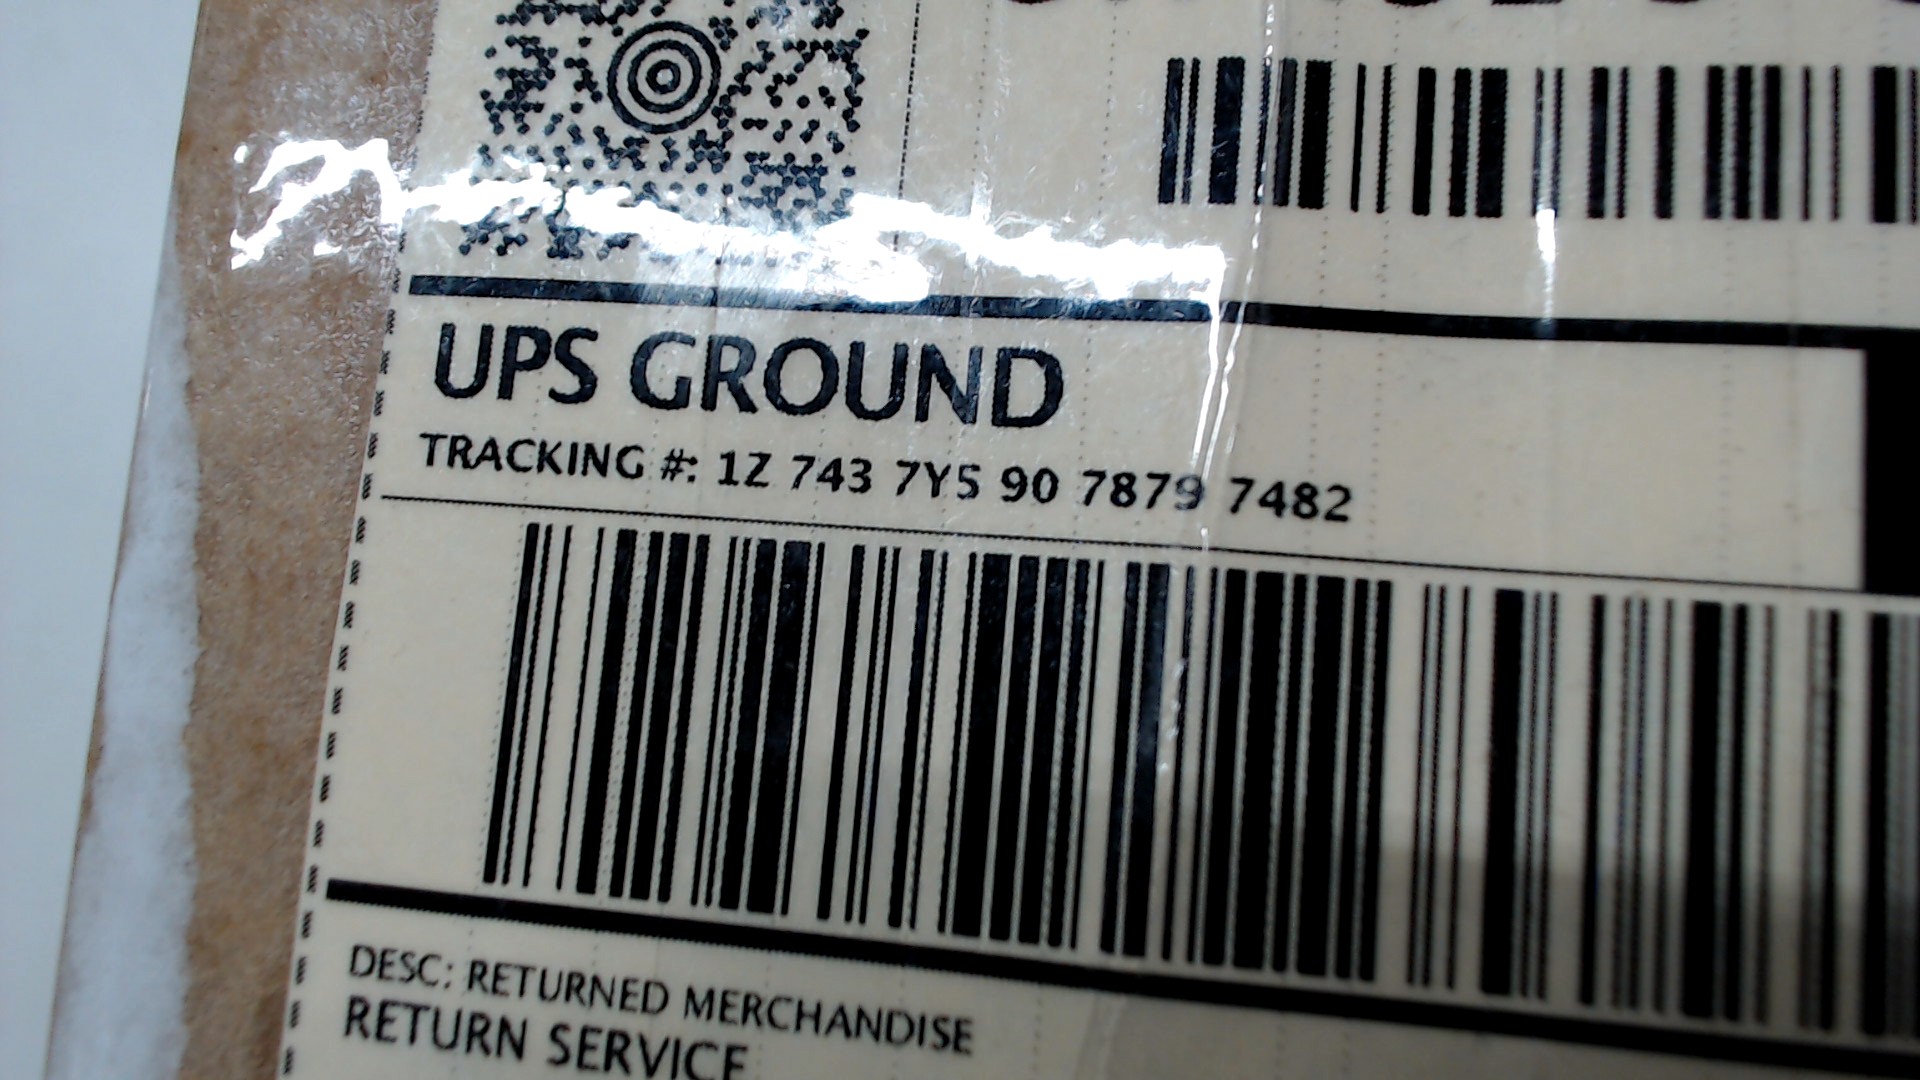 UPS GROUND
TRACKING #: 1Z 743 7Y5 90 7879 7482
DESC: RETURNED MERCHANDISE
RETURN SERVICE